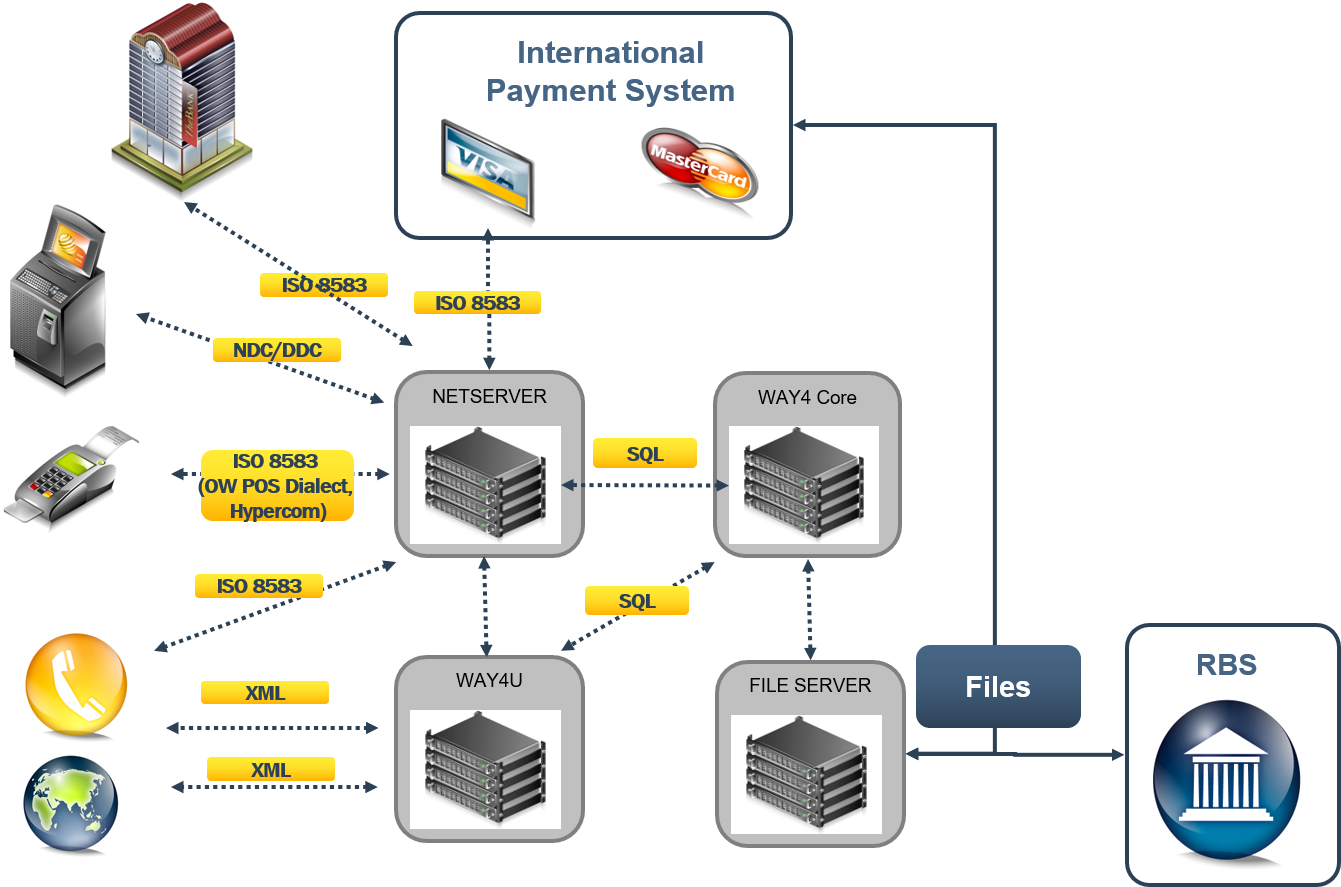 International
Payment System
TheBANK
VISA
MasterCard
ISO 8583
ISO 8583
NDC/DDC
NETSERVER
WAY4 Core
ISO 8583
(OW POS Dialect,
Hypercom)
SQL
ISO 8583
SQL
WAY4U
FILE SERVER
Files
RBS
XML
XML